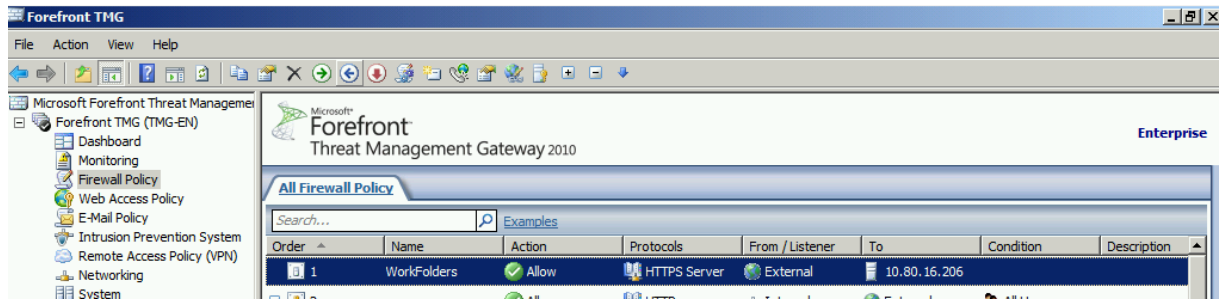 Forefront TMG
File Action View Help
Microsoft Forefront Threat Managemen
Forefront TMG (TMG-EN)
Dashboard
Monitoring
Firewall Policy
Web Access Policy
E-Mail Policy
Intrusion Prevention System
Remote Access Policy (VPN)
Networking
System
Microsoft
Forefront
Threat Management Gateway 2010
Enterprise
All Firewall Policy
Search... Examples
Order Name Action Protocols From / Listener To Condition Description
1 WorkFolders Allow HTTPS Server External 10.80.16.206